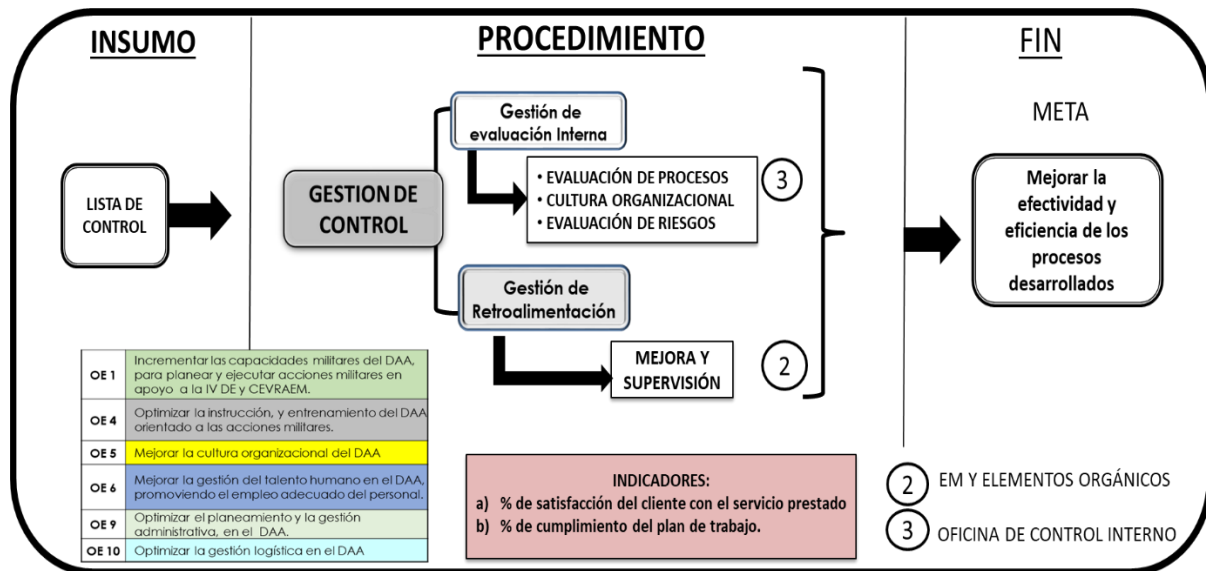 INSUMO
PROCEDIMIENTO
FIN
META
LISTA DE
CONTROL
GESTION DE
CONTROL
Gestión de
evaluación Interna
• EVALUACIÓN DE PROCESOS
• CULTURA ORGANIZACIONAL
• EVALUACIÓN DE RIESGOS
3
Gestión de
Retroalimentación
MEJORA Y
SUPERVISIÓN
2
Mejorar la
efectividad y
eficiencia de los
procesos
desarrollados
OE 1
Incrementar las capacidades militares del DAA,
para planear y ejecutar acciones militares en
apoyo a la IV DE y CEVRAEM.
OE 4
Optimizar la instrucción, y entrenamiento del DAA
orientado a las acciones militares.
OE 5
Mejorar la cultura organizacional del DAA
OE 6
Mejorar la gestión del talento humano en el DAA,
promoviendo el empleo adecuado del personal.
OE 9
Optimizar el planeamiento y la gestión
administrativa, en el DAA.
OE 10
Optimizar la gestión logística en el DAA
INDICADORES:
a) % de satisfacción del cliente con el servicio prestado
b) % de cumplimiento del plan de trabajo.
2 EM Y ELEMENTOS ORGÁNICOS
3 OFICINA DE CONTROL INTERNO